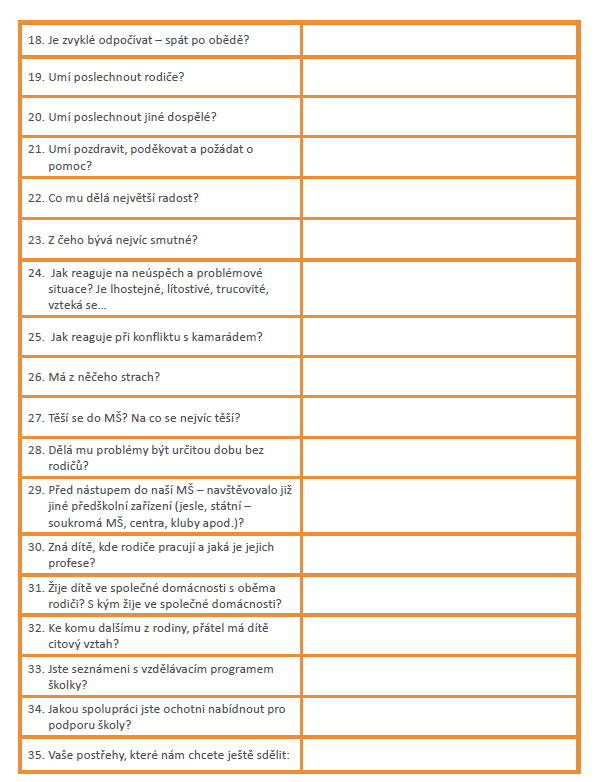 18. Je zvyklé odpočívat – spát po obědě?
19. Umí poslechnout rodiče?
20. Umí poslechnout jiné dospělé?
21. Umí pozdravit, poděkovat a požádat o
pomoc?
22. Co mu dělá největší radost?
23. Z čeho bývá nejvíc smutné?
24. Jak reaguje na neúspěch a problémové
situace? Je lhostejné, lítostivé, trucovité,
vzteká se...
25. Jak reaguje při konfliktu s kamarádem?
26. Má z něčeho strach?
27. Těší se do MŠ? Na co se nejvíc těší?
28. Dělá mu problémy být určitou dobu bez
rodičů?
29. Před nástupem do naší MŠ – navštěvovalo již
jiné předškolní zařízení (jesle, státní –
soukromá MŠ, centra, kluby apod.)?
30. Zná dítě, kde rodiče pracují a jaká je jejich
profese?
31. Žije dítě ve společné domácnosti s oběma
rodiči? S kým žije ve společné domácnosti?
32. Ke komu dalšímu z rodiny, přátel má dítě
citový vztah?
33. Jste seznámeni s vzdělávacím programem
školky?
34. Jakou spolupráci jste ochotni nabídnout pro
podporu školy?
35. Vaše postřehy, které nám chcete ještě sdělit: